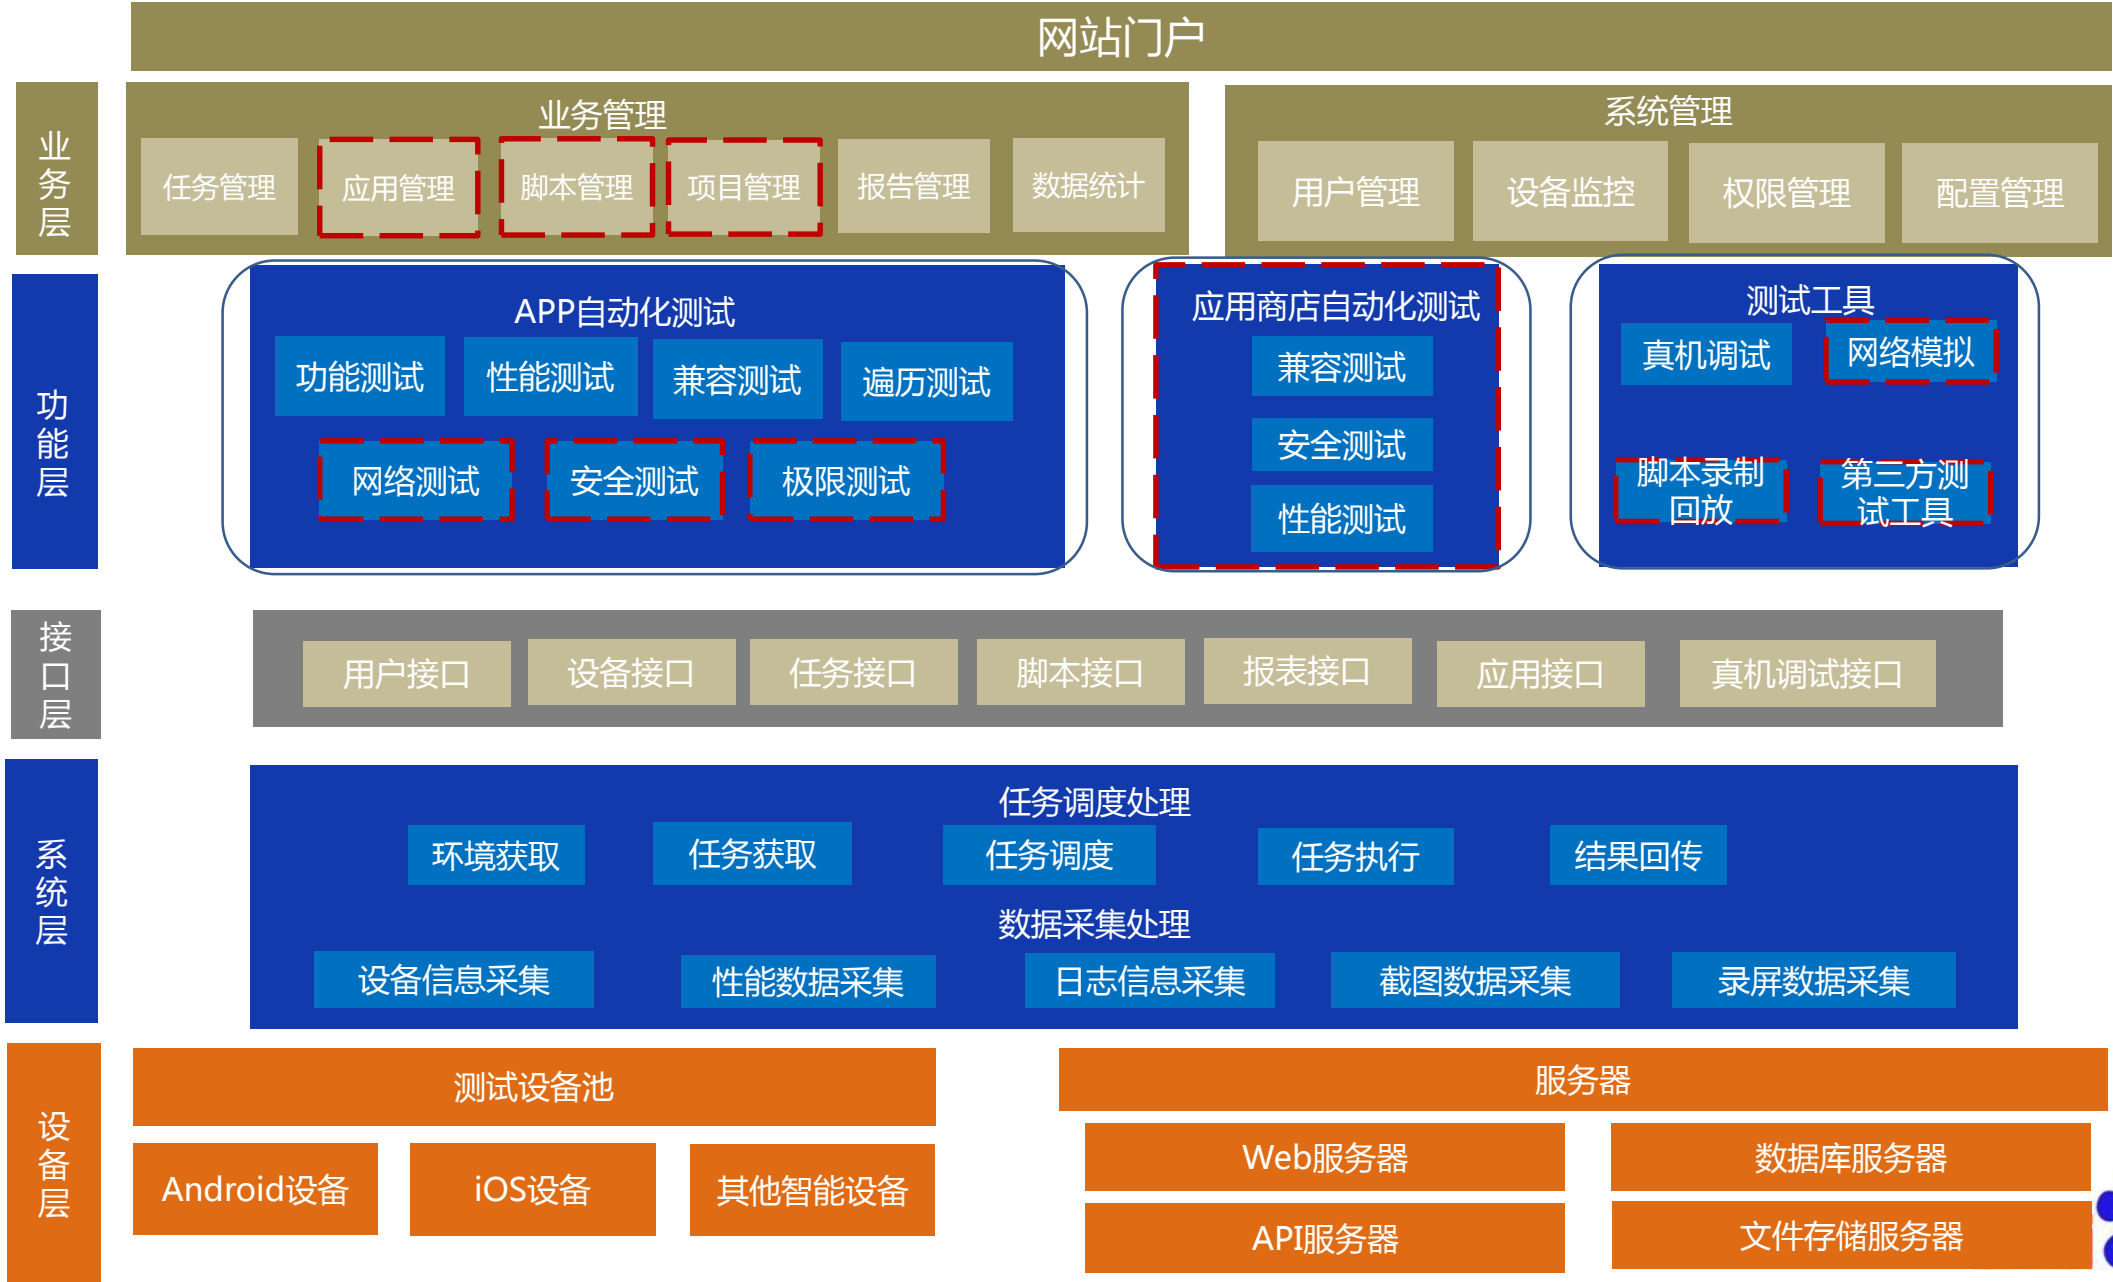 网站门户
业务层
业务管理
任务管理
应用管理
脚本管理
项目管理
报告管理
数据统计
系统管理
用户管理
设备监控
权限管理
配置管理
功能层
APP自动化测试
功能测试
性能测试
兼容测试
遍历测试
网络测试
安全测试
极限测试
应用商店自动化测试
兼容测试
安全测试
性能测试
测试工具
真机调试
网络模拟
脚本录制
回放
第三方测
试工具
接口层
用户接口
设备接口
任务接口
脚本接口
报表接口
应用接口
真机调试接口
系统层
任务调度处理
环境获取
任务获取
任务调度
任务执行
结果回传
数据采集处理
设备信息采集
性能数据采集
日志信息采集
截图数据采集
录屏数据采集
设备层
测试设备池
Android设备
iOS设备
其他智能设备
服务器
Web服务器
数据库服务器
API服务器
文件存储服务器